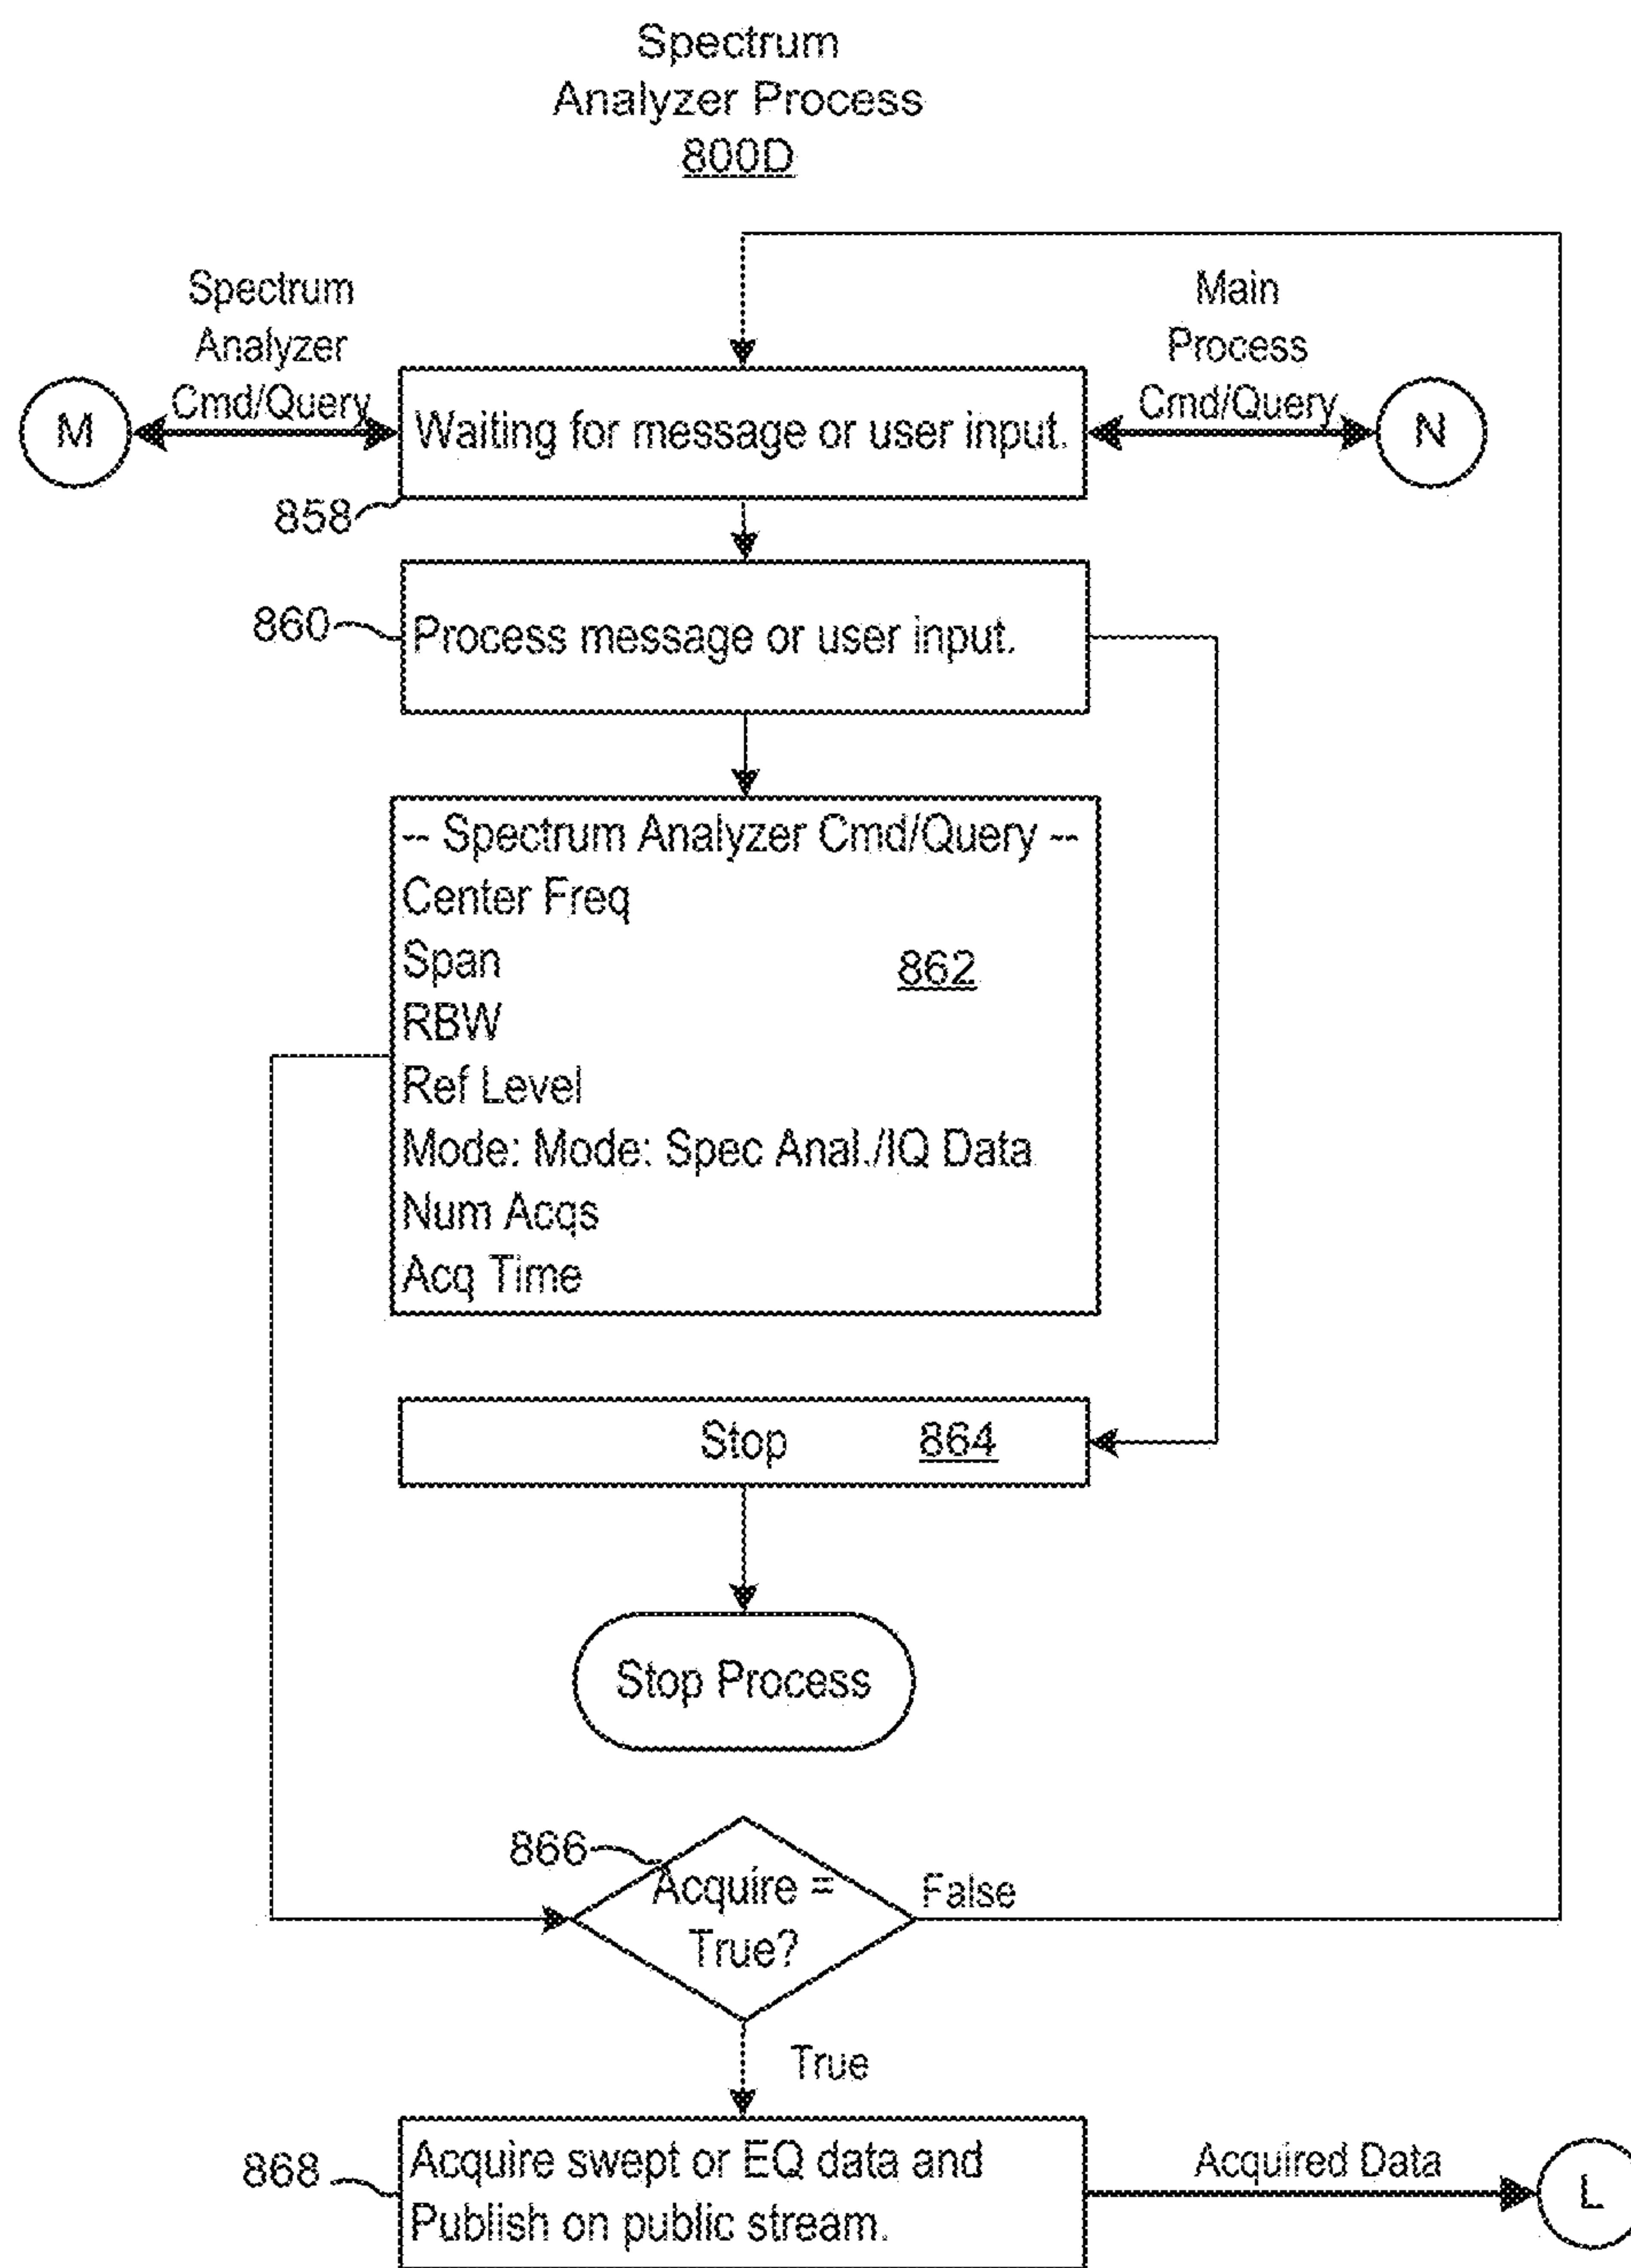 Spectrum
Analyzer Process
800D
Spectrum
Analyzer
Cmd/Query
Main
Process
Cmd/Query
M
Waiting for message or user input.
N
858
860
Process message or user input.
-- Spectrum Analyzer Cmd/Query --
Center Freq
Span
862
RBW
Ref Level
Mode: Mode: Spec Anal./IQ Data
Num Acqs
Acq Time
Stop
864
Stop Process
866
Acquire =
True?
False
True
868
Acquire swept or EQ data and
Publish on public stream.
Acquired Data
L